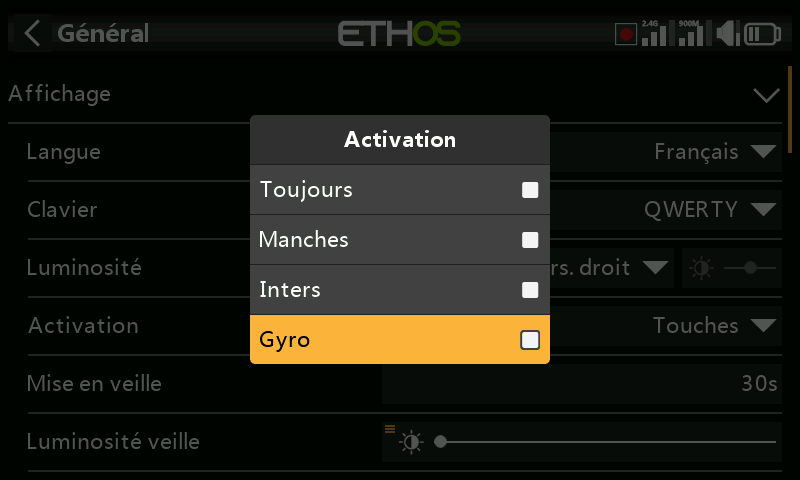 Général
ETHOS
2.4G
900M
Affichage
Activation
Langue
Français
Toujours
Clavier
QWERTY
Manches
Luminosité
rs. droit
Inters
Activation
Touches
Gyro
Mise en veille
30s
Luminosité veille